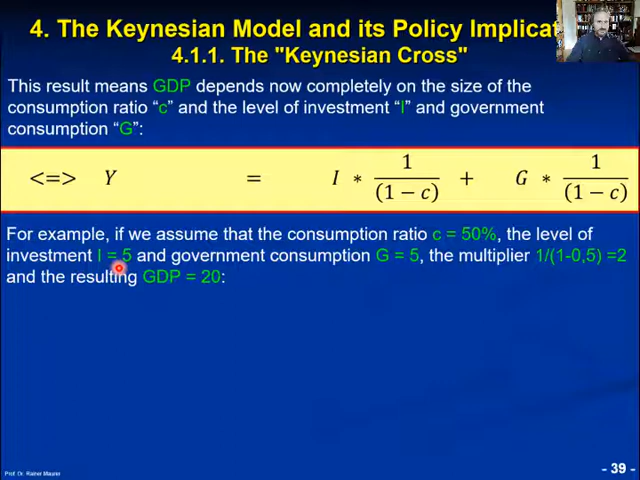 4. The Keynesian Model and its Policy Implicat
4.1.1. The "Keynesian Cross"
This result means GDP depends now completely on the size of the
consumption ratio “c” and the level of investment “I” and government
consumption “G”:
<=> Y = I * 1/(1 − c) + G * 1/(1 − c)
For example, if we assume that the consumption ratio c = 50%, the level of
investment I = 5 and government consumption G = 5, the multiplier 1/(1-0,5) =2
and the resulting GDP = 20:
Prof. Dr. Rainer Maurer
- 39 -